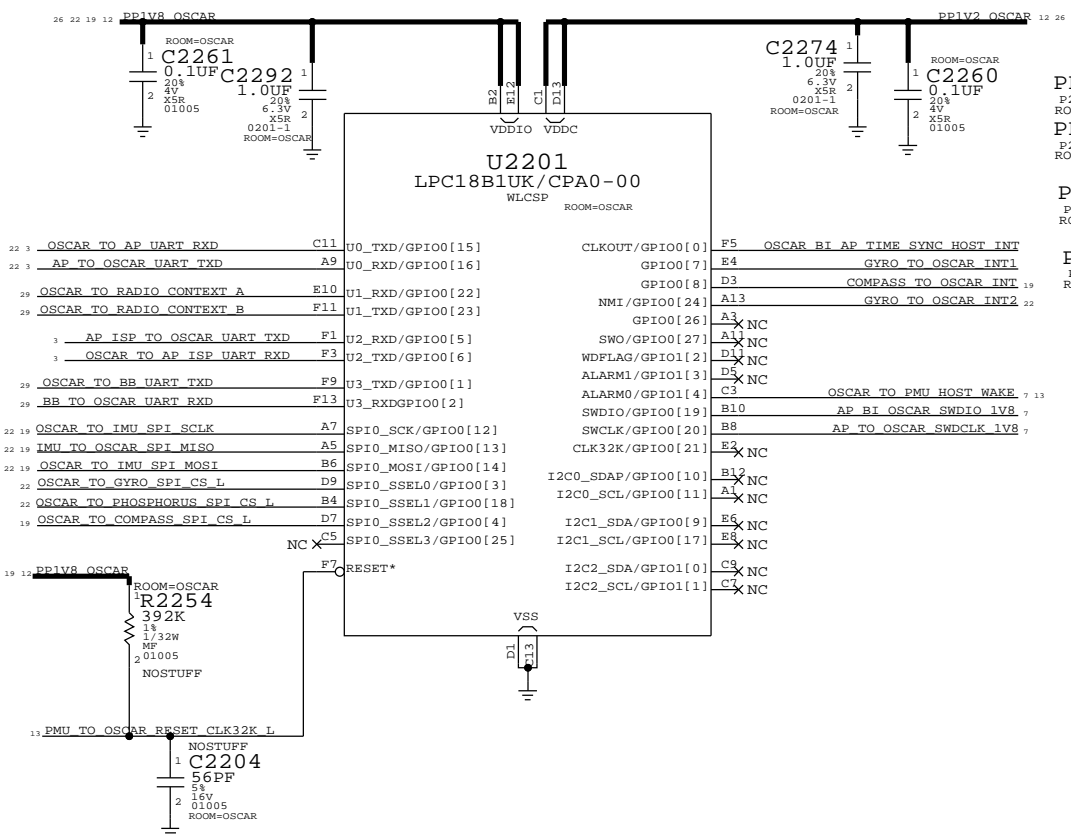 26 22 19 12 PP1V8_OSCAR
PP1V2_OSCAR 12 26
1 ROOM=OSCAR
C2261
0.1UF
20%
4V
X5R
01005
2
C2292 1
1.0UF
20%
6.3V
X5R 2
0201-1
ROOM=OSCAR
B2
E12
C1
D13
C2274 1
1.0UF
20%
6.3V
X5R 2
0201-1
ROOM=OSCAR
ROOM=OSCAR
1 C2260
0.1UF
20%
4V
2 X5R
01005
VDDIO VDDC
U2201
LPC18B1UK/CPA0-00
WLCSP
ROOM=OSCAR
22 3 OSCAR_TO_AP_UART_RXD C11 U0_TXD/GPIO0[15]
22 3 AP_TO_OSCAR_UART_TXD A9 U0_RXD/GPIO0[16]
29 OSCAR_TO_RADIO_CONTEXT_A E10 U1_RXD/GPIO0[22]
29 OSCAR_TO_RADIO_CONTEXT_B F11 U1_TXD/GPIO0[23]
3 AP_ISP_TO_OSCAR_UART_TXD F1 U2_RXD/GPIO0[5]
3 OSCAR_TO_AP_ISP_UART_RXD F3 U2_TXD/GPIO0[6]
29 OSCAR_TO_BB_UART_TXD F9 U3_TXD/GPIO0[1]
29 BB_TO_OSCAR_UART_RXD F13 U3_RXDGPIO0[2]
22 19 OSCAR_TO_IMU_SPI_SCLK A7 SPI0_SCK/GPIO0[12]
22 19 IMU_TO_OSCAR_SPI_MISO A5 SPI0_MISO/GPIO0[13]
22 19 OSCAR_TO_IMU_SPI_MOSI B6 SPI0_MOSI/GPIO0[14]
22 OSCAR_TO_GYRO_SPI_CS_L D9 SPI0_SSEL0/GPIO0[3]
22 OSCAR_TO_PHOSPHORUS_SPI_CS_L B4 SPI0_SSEL1/GPIO0[18]
19 OSCAR_TO_COMPASS_SPI_CS_L D7 SPI0_SSEL2/GPIO0[4]
NC C5 SPI0_SSEL3/GPIO0[25]
F7 RESET*
CLKOUT/GPIO0[0] F5 OSCAR_BI_AP_TIME_SYNC_HOST_INT
GPIO0[7] E4 GYRO_TO_OSCAR_INT1
GPIO0[8] D3 COMPASS_TO_OSCAR_INT 19
NMI/GPIO0[24] A13 GYRO_TO_OSCAR_INT2 22
GPIO0[26] A3 NC
SWO/GPIO0[27] A11 NC
WDFLAG/GPIO1[2] D11 NC
ALARM1/GPIO1[3] D5 NC
ALARM0/GPIO1[4] C3 OSCAR_TO_PMU_HOST_WAKE 7 13
SWDIO/GPIO0[19] B10 AP_BI_OSCAR_SWDIO_1V8 7
SWCLK/GPIO0[20] B8 AP_TO_OSCAR_SWDCLK_1V8 7
CLK32K/GPIO0[21] E2 NC
I2C0_SDAP/GPIO0[10] B12 NC
I2C0_SCL/GPIO0[11] A1 NC
I2C1_SDA/GPIO0[9] E6 NC
I2C1_SCL/GPIO0[17] E8 NC
I2C2_SDA/GPIO1[0] C9 NC
I2C2_SCL/GPIO1[1] C7 NC
VSS
D1
C13
19 12 PP1V8_OSCAR
ROOM=OSCAR
1 R2254
392K
1%
1/32W
MF
2 01005
NOSTUFF
13 PMU_TO_OSCAR_RESET_CLK32K_L
NOSTUFF
1 C2204
56PF
5%
2 16V
01005
ROOM=OSCAR